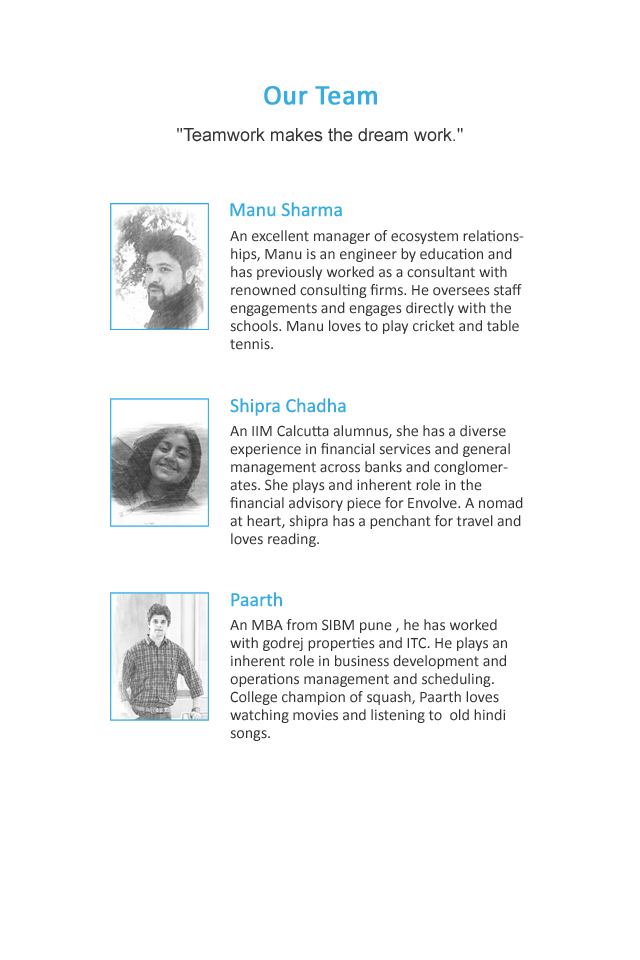 Our Team
"Teamwork makes the dream work."
Manu Sharma
An excellent manager of ecosystem relations-
hips, Manu is an engineer by education and
has previously worked as a consultant with
renowned consulting firms. He oversees staff
engagements and engages directly with the
schools. Manu loves to play cricket and table
tennis.
Shipra Chadha
An IIM Calcutta alumnus, she has a diverse
experience in financial services and general
management across banks and conglomer-
ates. She plays and inherent role in the
financial advisory piece for Envolve. A nomad
at heart, shipra has a penchant for travel and
loves reading.
Paarth
An MBA from SIBM pune , he has worked
with godrej properties and ITC. He plays an
inherent role in business development and
operations management and scheduling.
College champion of squash, Paarth loves
watching movies and listening to  old hindi
songs.